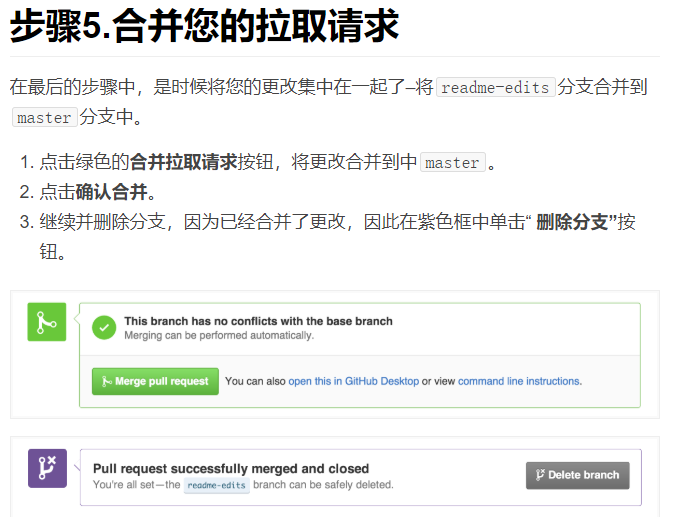 步骤5.合并您的拉取请求
在最后的步骤中，是时候将您的更改集中在一起了–将 readme-edits 分支合并到
master 分支中。
1. 点击绿色的合并拉取请求按钮，将更改合并到中 master 。
2. 点击确认合并。
3. 继续并删除分支，因为已经合并了更改，因此在紫色框中单击“ 删除分支”按
钮。
This branch has no conflicts with the base branch
Merging can be performed automatically.
Merge pull request You can also open this in GitHub Desktop or view command line instructions.
Pull request successfully merged and closed
You're all set—the readme-edits branch can be safely deleted.
Delete branch